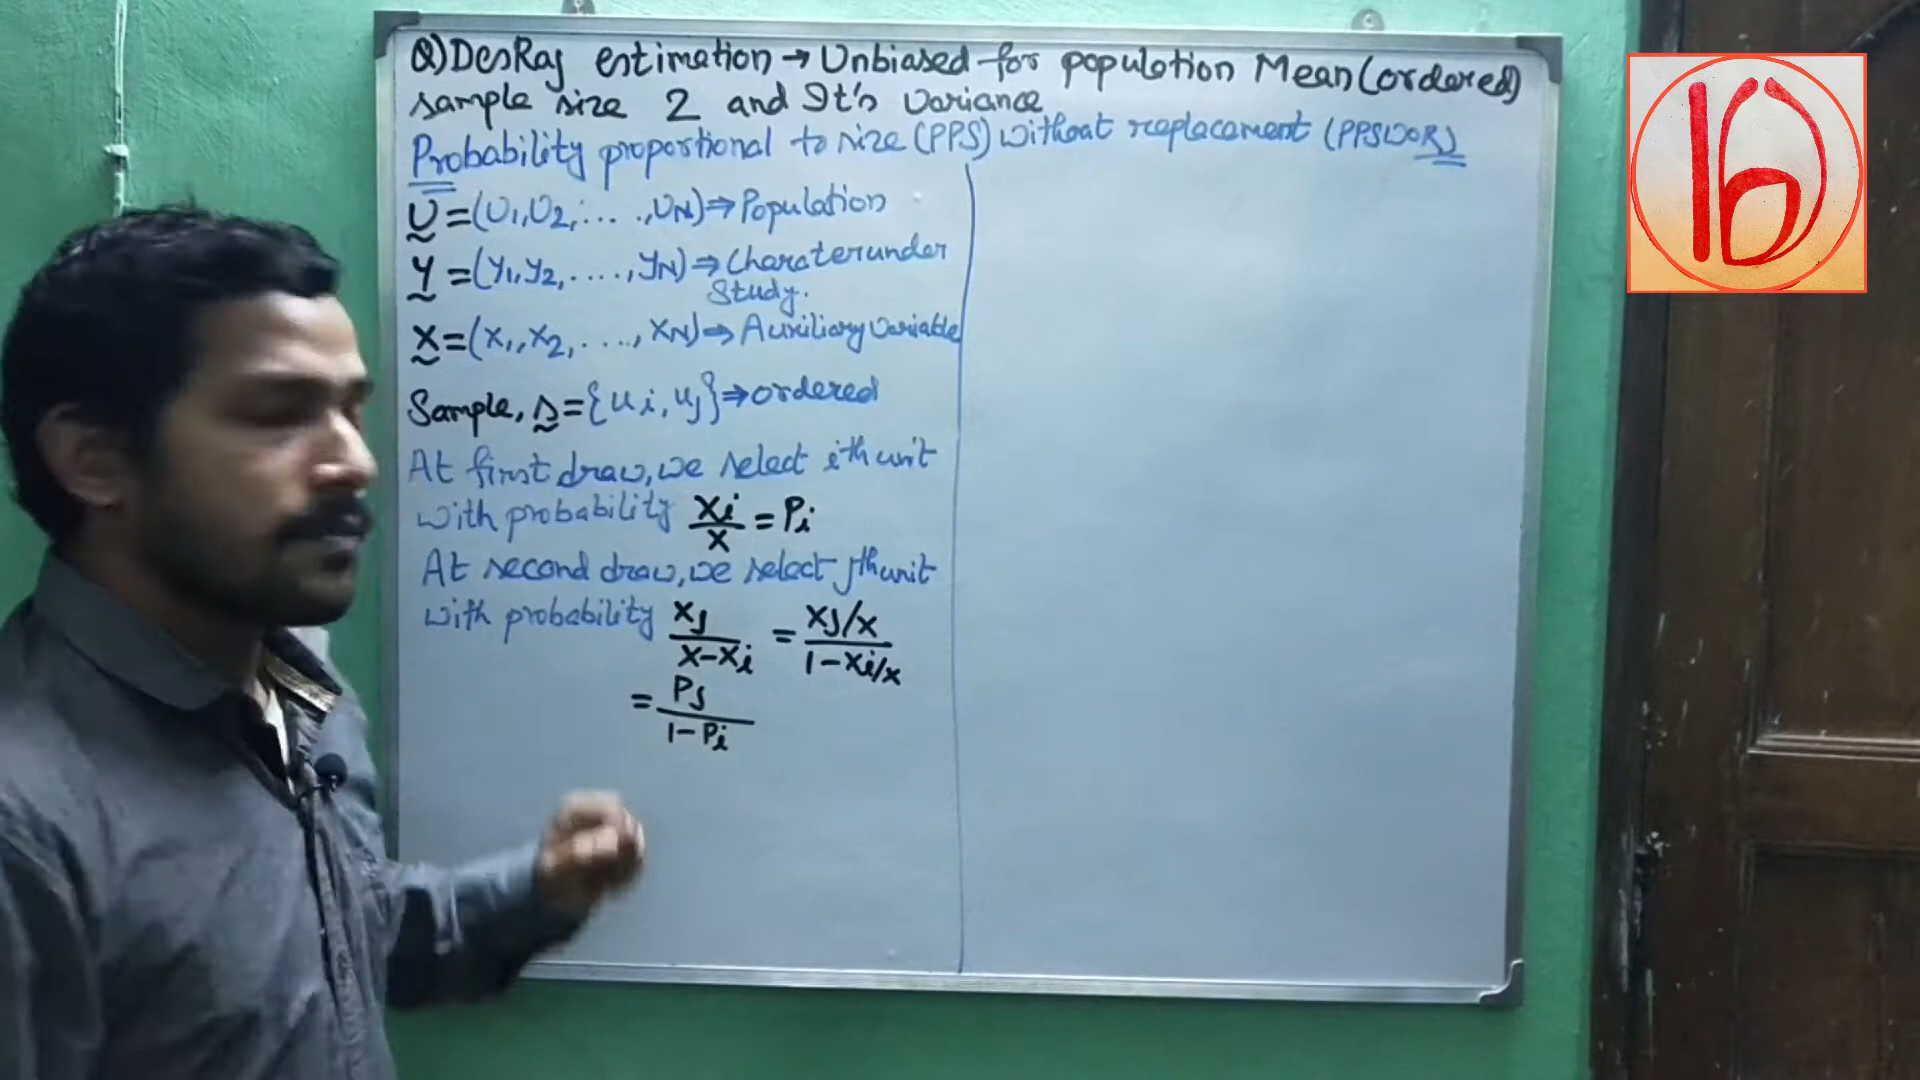 Q) DesRaj estimation → Unbiased for population Mean (ordered)
sample size 2 and It's variance
Probability proportional to size (PPS) without replacement (PPSWOR)
U = (U1, U2, ...., UN) ⇒ Population
Y = (Y1, Y2, ....., YN) ⇒ Charater under
Study.
X = (X1, X2, ....., XN) ⇒ Auxiliary variable
Sample, s = {ui, uj} ⇒ ordered
At first draw, we select ith unit
with probability Xi/X = Pi
At second draw, we select jth unit
with probability Xj/(X-Xi) = (Xj/X)/(1-Xi/X)
= Pj/(1-Pi)